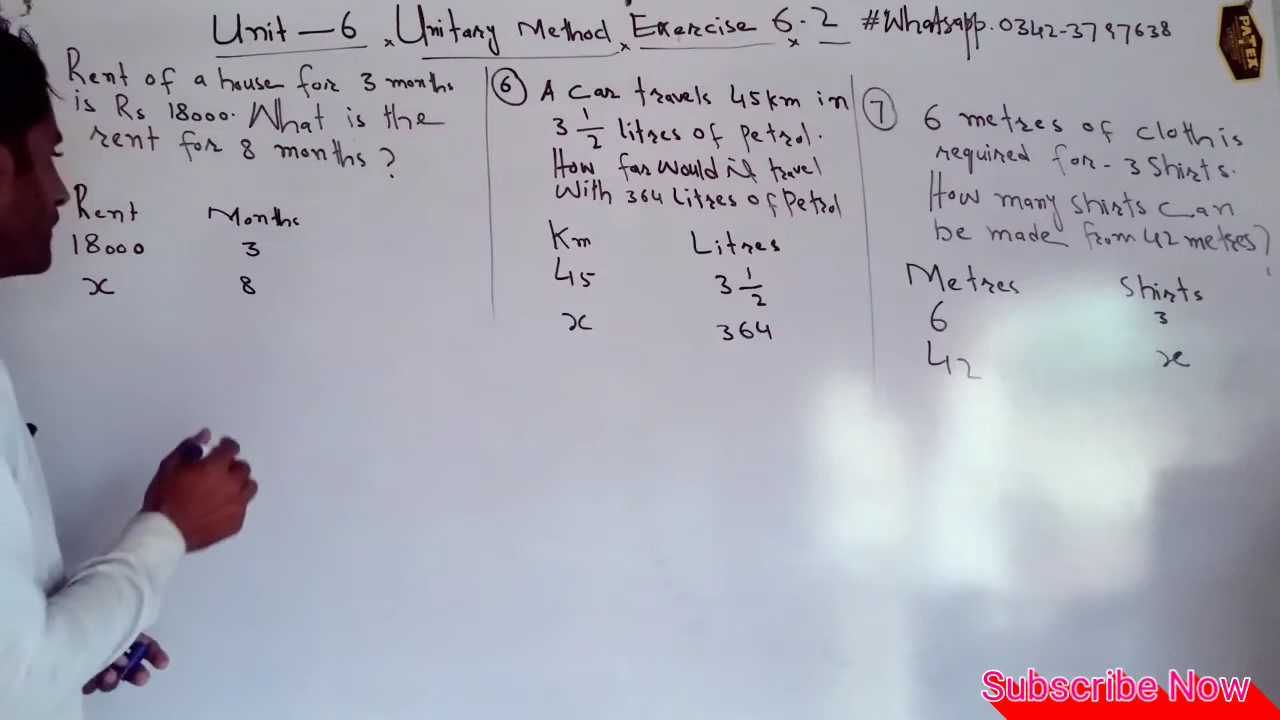 Unit - 6 Unitary Method Exercise 6.2 #Whatsapp.0342-3797638
PATEX
Rent of a house for 3 months
is Rs 18000. What is the
rent for 8 months?
Rent Months
18000 3
x 8
6 A car travels 45km in
3 1/2 litres of petrol.
How far would it travel
With 364 Litres of Petrol
Km Litres
45 3 1/2
x 364
7 6 metres of cloth is
required for - 3 Shirts.
How many shirts can
be made from 42 metres?
Metres Shirts
6 3
42 x
Subscribe Now